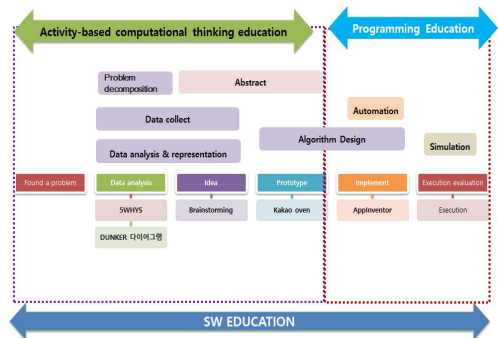 Activity-based computational thinking education
Programming Education
Problem
decomposition
Abstract
Automation
Data collect
Algorithm Design
Simulation
Data analysis & representation
Found a problem
Data analysis
Idea
Prototype
Implement
Execution evaluation
5WHYS
Brainstorming
Kakao oven
AppInventor
Execution
DUNKER 다이어그램
SW EDUCATION